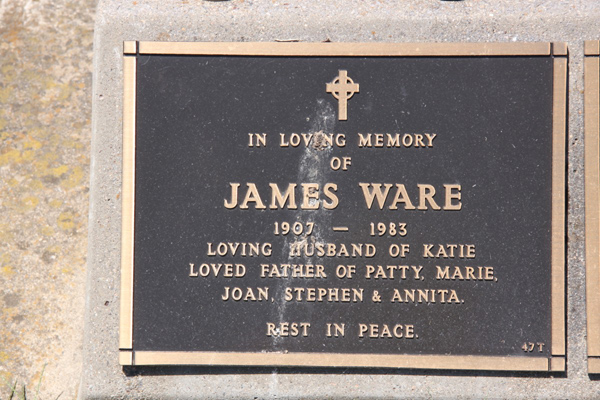 IN LOVING MEMORY
OF
JAMES WARE
1907 — 1983
LOVING HUSBAND OF KATIE
LOVED FATHER OF PATTY, MARIE,
JOAN, STEPHEN & ANNITA.
REST IN PEACE.
47T